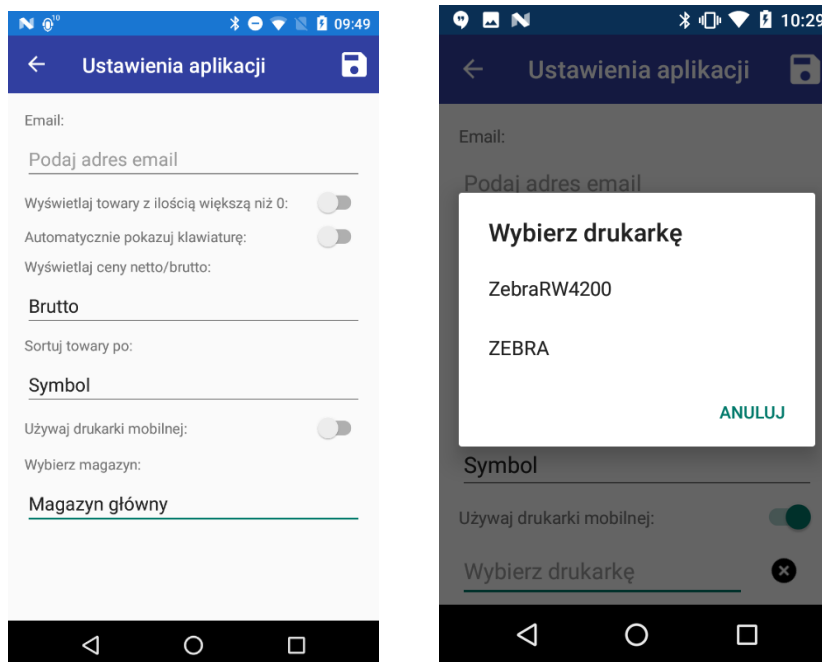 09:49
Ustawienia aplikacji
Email:
Podaj adres email
Wyświetlaj towary z ilością większą niż 0:
Automatycznie pokazuj klawiaturę:
Wyświetlaj ceny netto/brutto:
Brutto
Sortuj towary po:
Symbol
Używaj drukarki mobilnej:
Wybierz magazyn:
Magazyn główny
10:29
Ustawienia aplikacji
Email:
Podaj adres email
Wybierz drukarkę
ZebraRW4200
ZEBRA
ANULUJ
Symbol
Używaj drukarki mobilnej:
Wybierz drukarkę